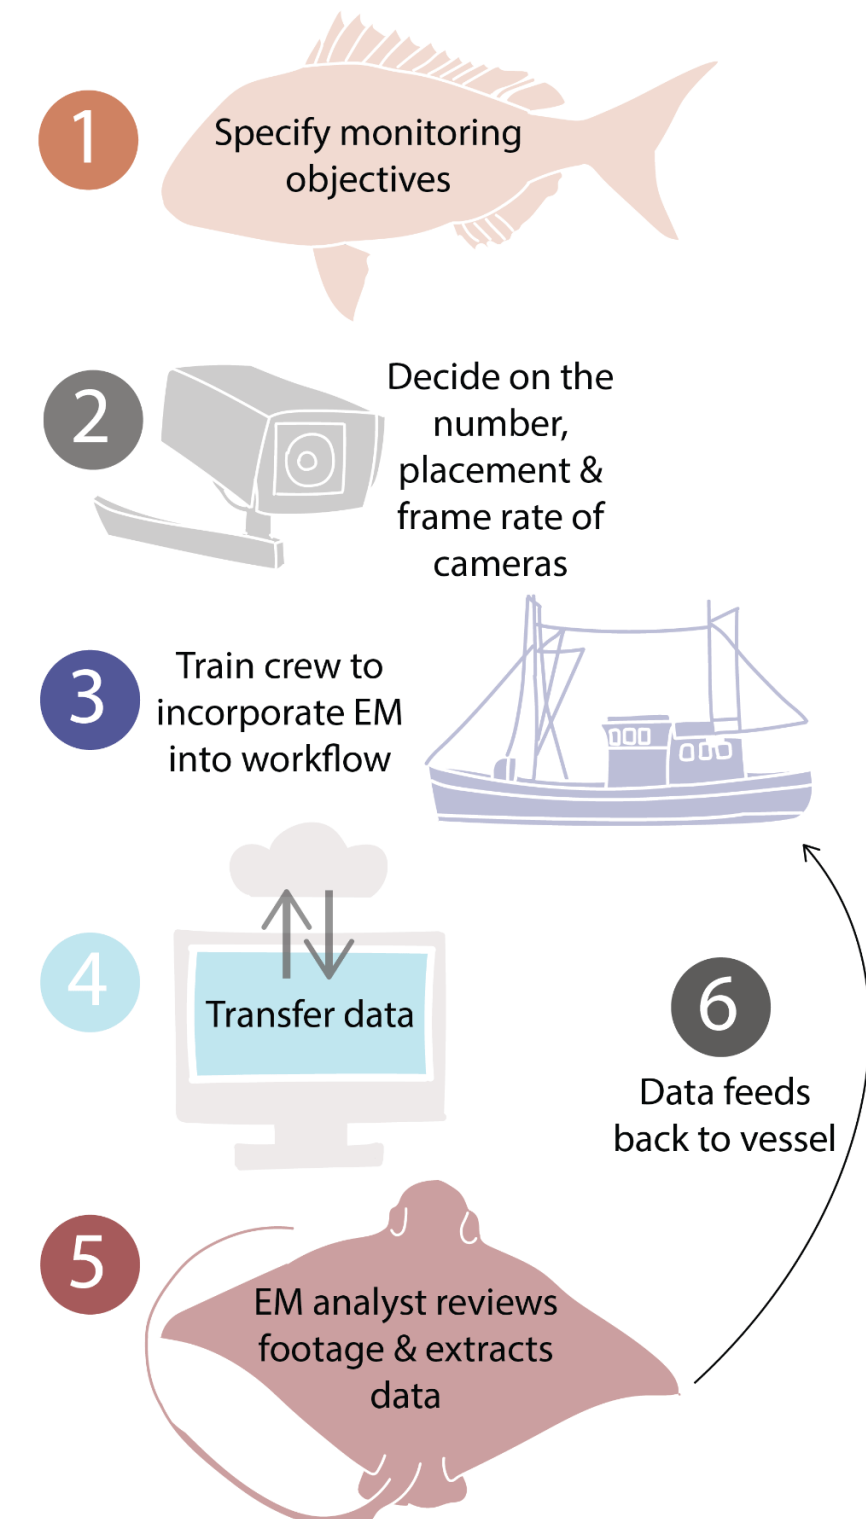 1
Specify monitoring
objectives
2
Decide on the
number,
placement &
frame rate of
cameras
3
Train crew to
incorporate EM
into workflow
4
Transfer data
5
EM analyst reviews
footage & extracts
data
6
Data feeds
back to vessel